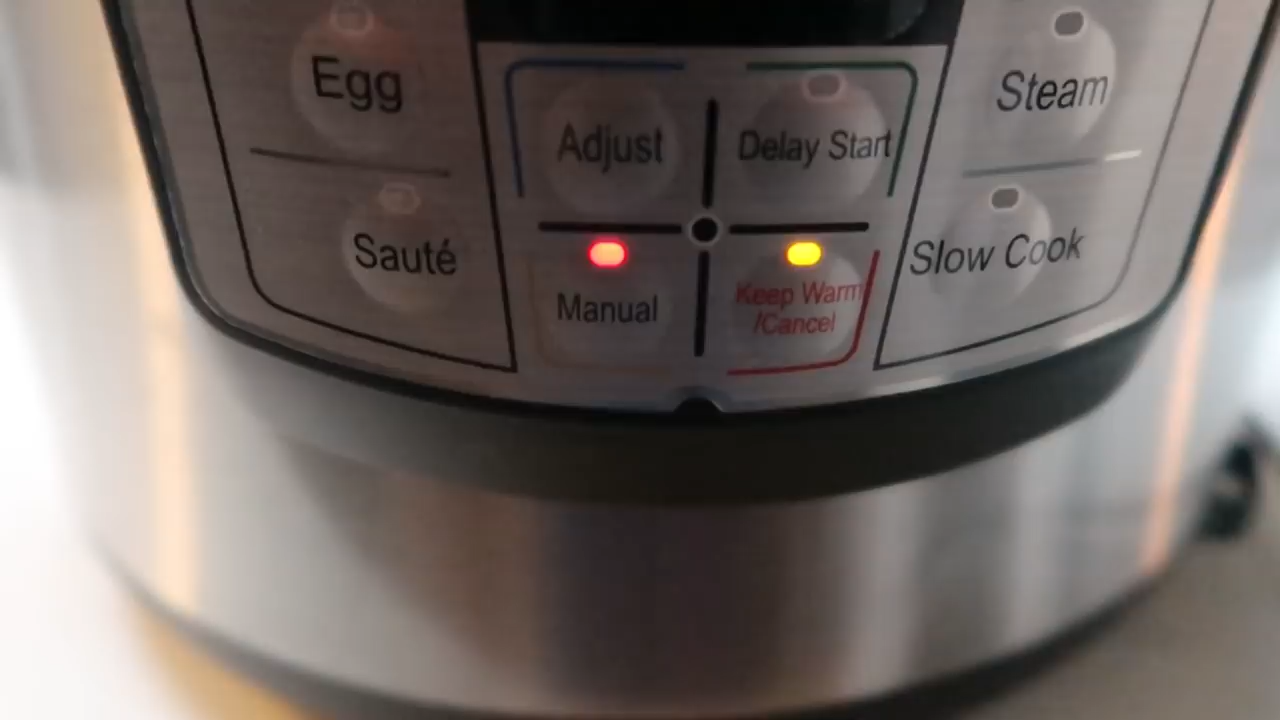 Egg
Adjust
Delay Start
Steam
Sauté
Manual
Keep Warm
/Cancel
Slow Cook